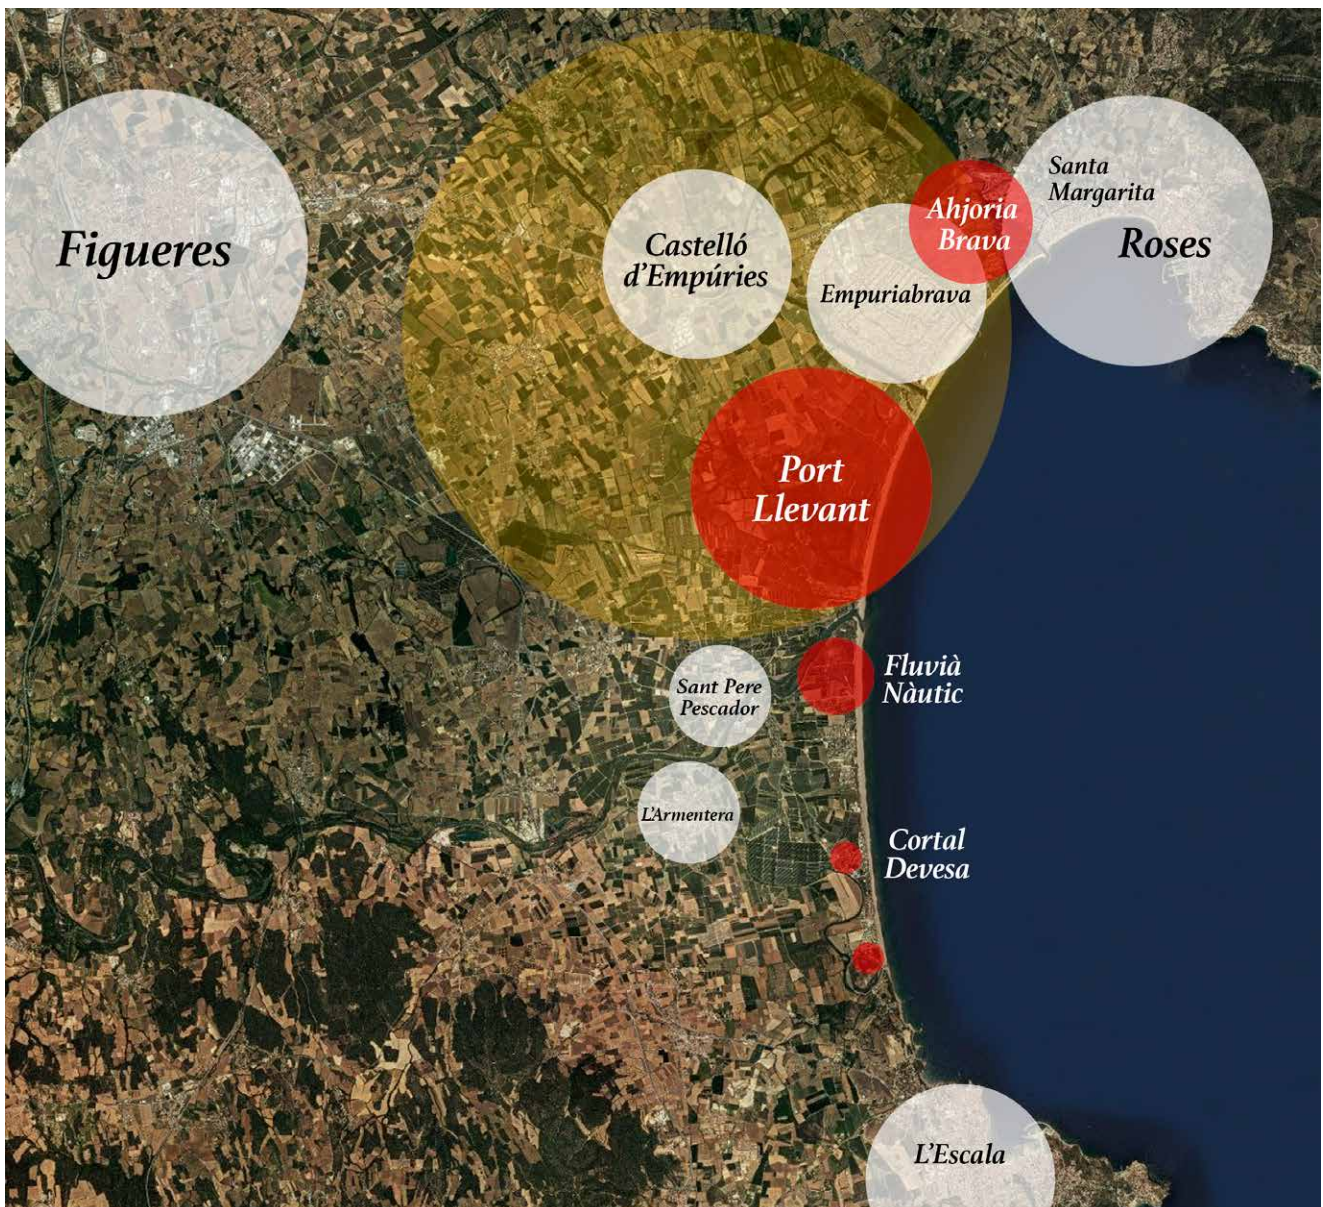 Santa
Margarita
Roses
Ahjoria
Brava
Figueres
Castelló
d'Empúries
Empuriabrava
Port
Llevant
Fluvià
Nàutic
Sant Pere
Pescador
L'Armentera
Cortal
Devesa
L'Escala